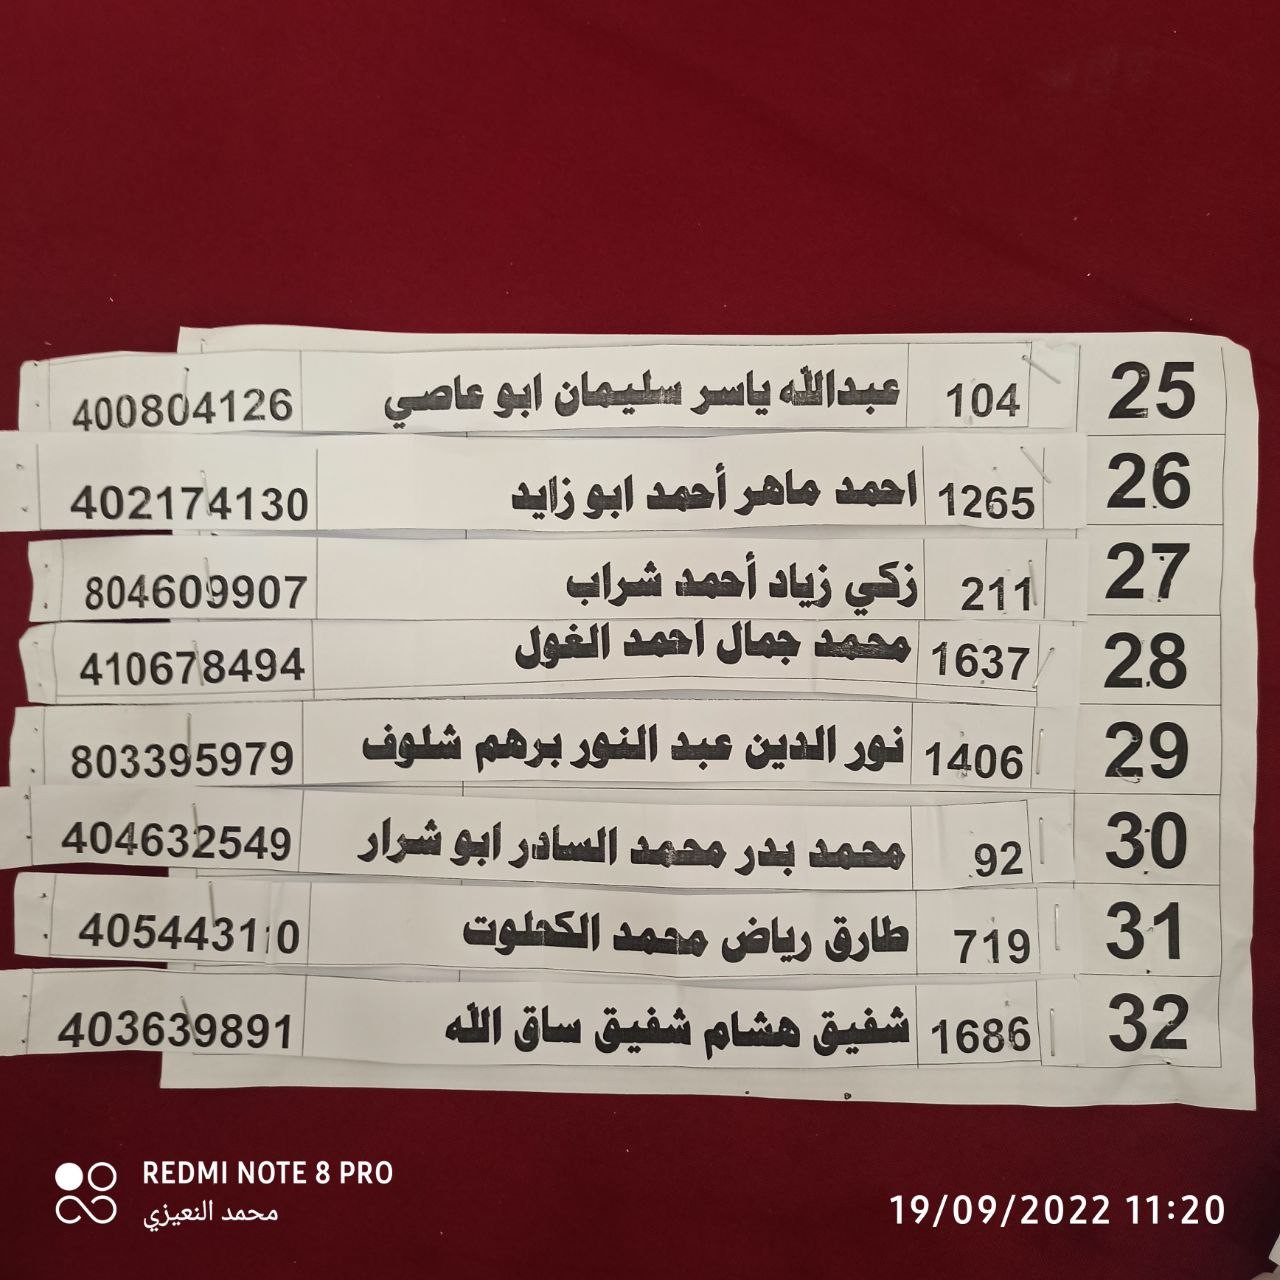 25 104 عبدالله ياسر سليمان ابو عاصي 400804126
26 1265 احمد ماهر أحمد ابو زايد 402174130
27 211 زكي زياد أحمد شراب 804609907
28 1637 محمد جمال احمد الغول 410678494
29 1406 نور الدين عبد النور برهم شلوف 803395979
30 92 محمد بدر محمد السادر ابو شرار 404632549
31 719 طارق رياض محمد الكحلوت 405443110
32 1686 شفيق هشام شفيق ساق الله 403639891
REDMI NOTE 8 PRO
محمد النعيزي
19/09/2022 11:20